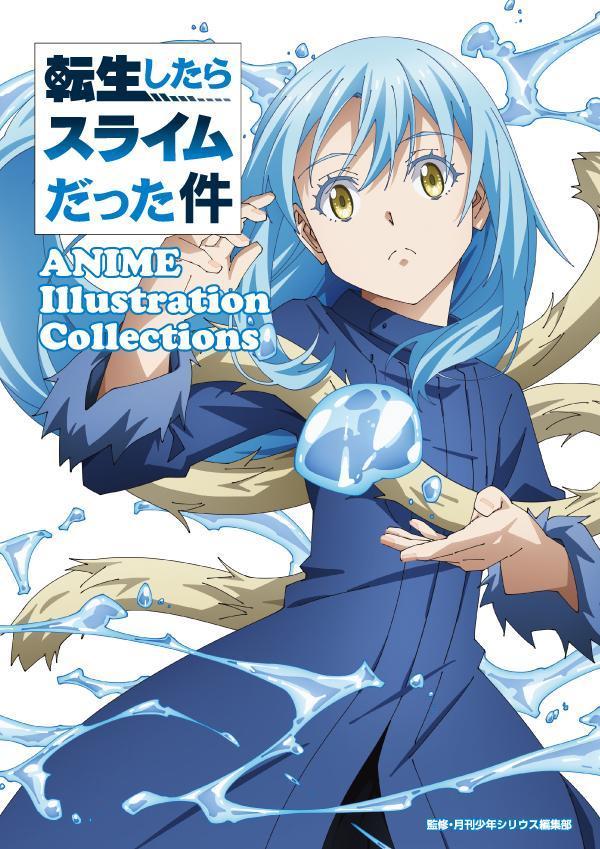 転生したら
スライム
だった件
ANIME
Illustration
Collections
監修・月刊少年シリウス編集部